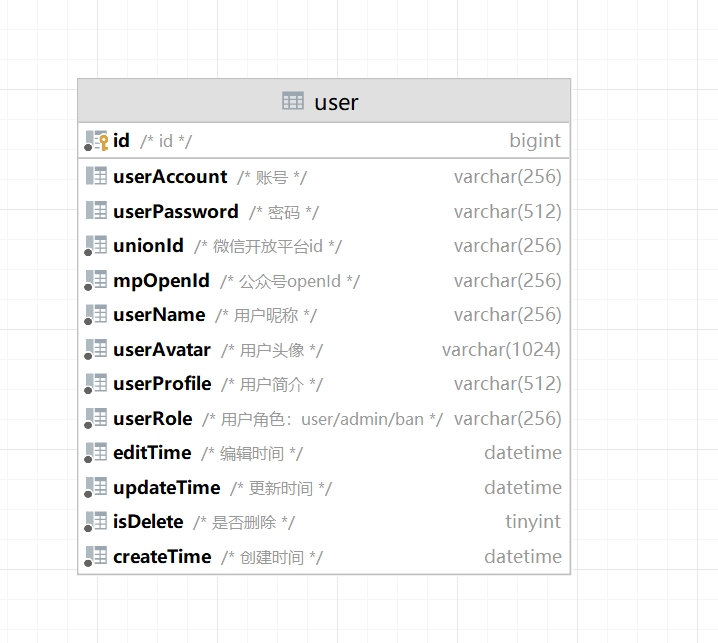 user
id /* id */ bigint
userAccount /* 账号 */ varchar(256)
userPassword /* 密码 */ varchar(512)
unionId /* 微信开放平台id */ varchar(256)
mpOpenId /* 公众号openId */ varchar(256)
userName /* 用户昵称 */ varchar(256)
userAvatar /* 用户头像 */ varchar(1024)
userProfile /* 用户简介 */ varchar(512)
userRole /* 用户角色：user/admin/ban */ varchar(256)
editTime /* 编辑时间 */ datetime
updateTime /* 更新时间 */ datetime
isDelete /* 是否删除 */ tinyint
createTime /* 创建时间 */ datetime